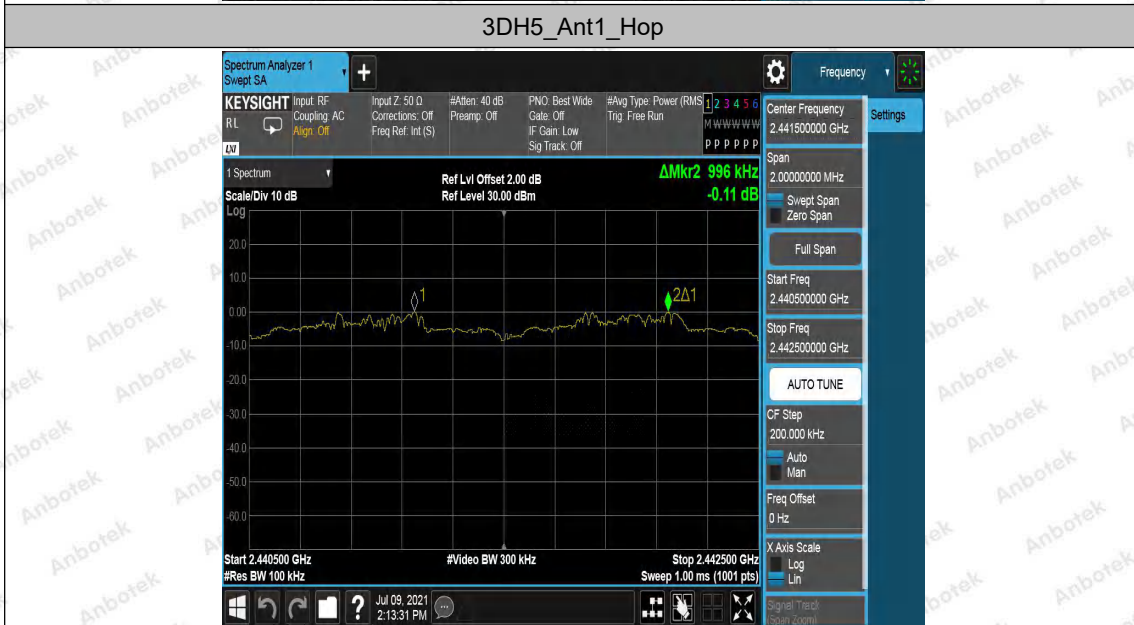 3DH5_Ant1_Hop
Spectrum Analyzer 1
Swept SA
+
Frequency
KEYSIGHT
RL
LXI
Input: RF
Coupling: AC
Align: Off
Input Z: 50 Ω
Corrections: Off
Freq Ref: Int (S)
#Atten: 40 dB
Preamp: Off
PNO: Best Wide
Gate: Off
IF Gain: Low
Sig Track: Off
#Avg Type: Power (RMS
Trig: Free Run
1 2 3 4 5 6
M W W W W W
P P P P P P
Center Frequency
2.441500000 GHz
Settings
Span
2.00000000 MHz
Swept Span
Zero Span
Full Span
Start Freq
2.440500000 GHz
Stop Freq
2.442500000 GHz
AUTO TUNE
CF Step
200.000 kHz
Auto
Man
Freq Offset
0 Hz
X Axis Scale
Log
Lin
Signal Track
(Span Zoom)
1 Spectrum
Scale/Div 10 dB
Ref Lvl Offset 2.00 dB
Ref Level 30.00 dBm
ΔMkr2 996 kHz
-0.11 dB
Log
20.0
10.0
0.00
-10.0
-20.0
-30.0
-40.0
-50.0
-60.0
1
2Δ1
Start 2.440500 GHz
#Res BW 100 kHz
#Video BW 300 kHz
Stop 2.442500 GHz
Sweep 1.00 ms (1001 pts)
?
Jul 09, 2021
2:13:31 PM
Anbotek